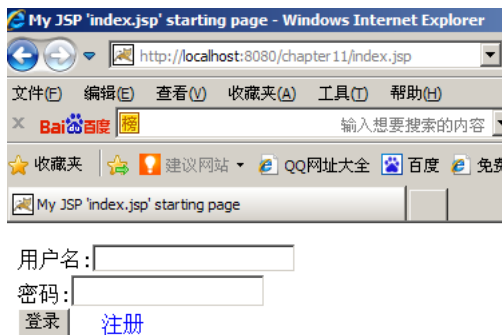 My JSP 'index.jsp' starting page - Windows Internet Explorer
http://localhost:8080/chapter11/index.jsp
文件(F) 编辑(E) 查看(V) 收藏夹(A) 工具(T) 帮助(H)
× Bai百度 榜 输入想要搜索的内容
收藏夹 建议网站 QQ网址大全 百度 免费
My JSP 'index.jsp' starting page
用户名:
密码:
登录 注册